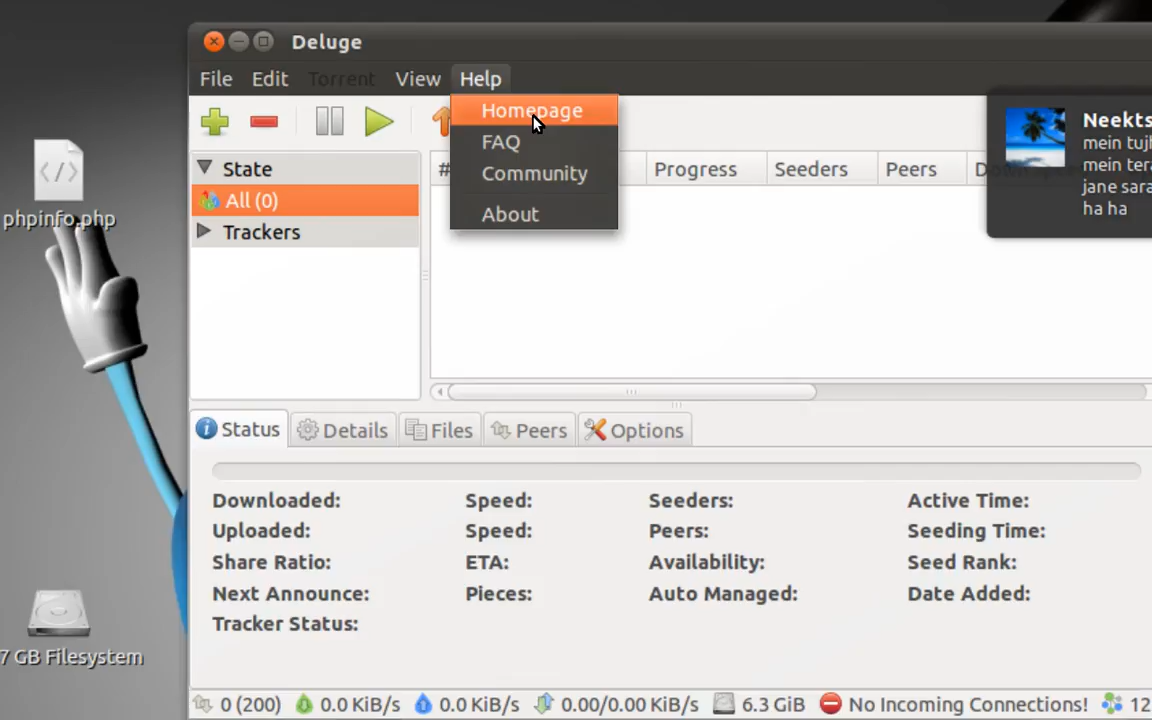 Deluge
File Edit Torrent View Help
Homepage
FAQ
Community
About
Neekts
mein tujh
mein tera
jane sara
ha ha
phpinfo.php
State
All (0)
Trackers
# Progress Seeders Peers
Status Details Files Peers Options
Downloaded: Speed: Seeders: Active Time:
Uploaded: Speed: Peers: Seeding Time:
Share Ratio: ETA: Availability: Seed Rank:
Next Announce: Pieces: Auto Managed: Date Added:
Tracker Status:
7 GB Filesystem
0 (200) 0.0 KiB/s 0.0 KiB/s 0.00/0.00 KiB/s 6.3 GiB No Incoming Connections! 12